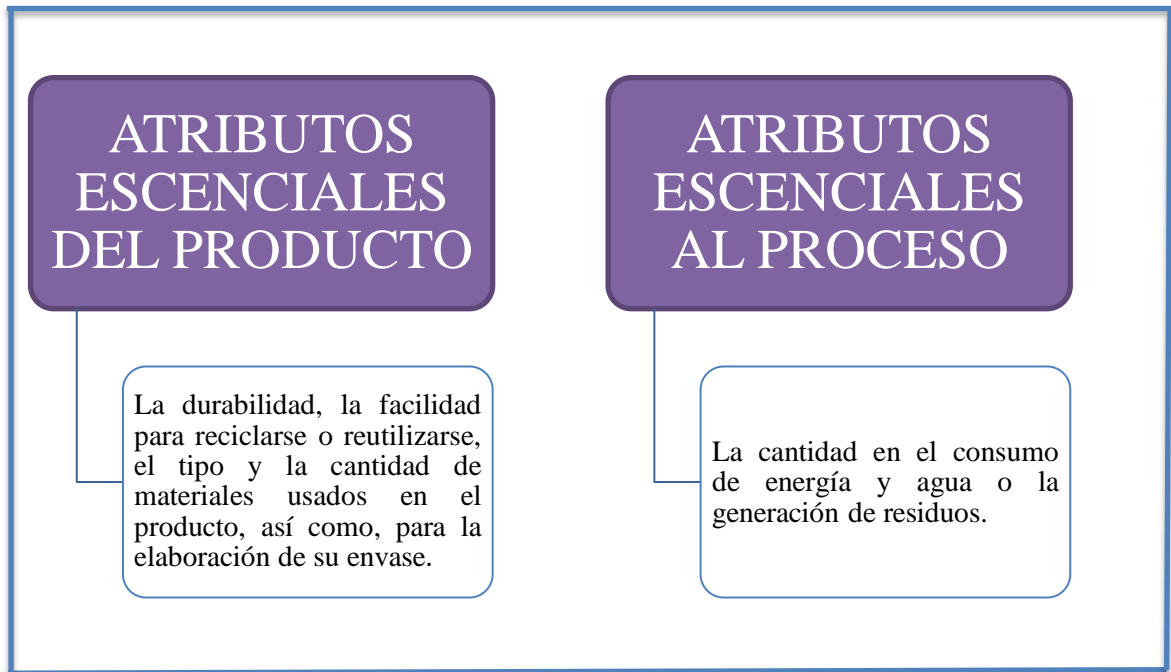 ATRIBUTOS
ESCENCIALES
DEL PRODUCTO
La durabilidad, la facilidad
para reciclarse o reutilizarse,
el tipo y la cantidad de
materiales usados en el
producto, así como, para la
elaboración de su envase.
ATRIBUTOS
ESCENCIALES
AL PROCESO
La cantidad en el consumo
de energía y agua o la
generación de residuos.